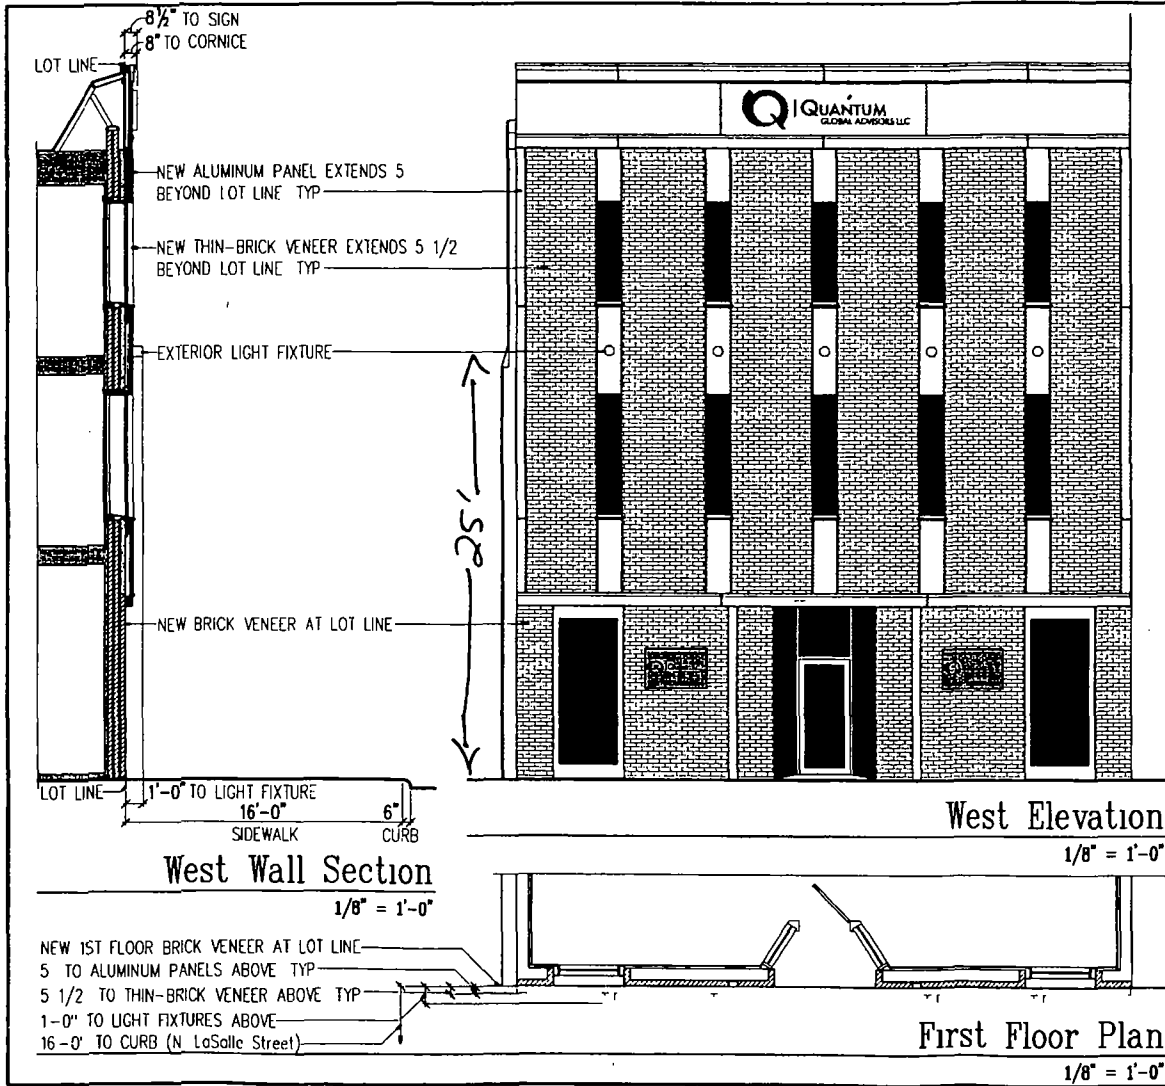 8½" TO SIGN
8" TO CORNICE
LOT LINE
QUANTUM
GLOBAL ADVISORS LLC
NEW ALUMINUM PANEL EXTENDS 5
BEYOND LOT LINE TYP
NEW THIN-BRICK VENEER EXTENDS 5 1/2
BEYOND LOT LINE TYP
EXTERIOR LIGHT FIXTURE
25'
NEW BRICK VENEER AT LOT LINE
LOT LINE
1'-0" TO LIGHT FIXTURE
16'-0"
6"
SIDEWALK
CURB
West Wall Section
1/8" = 1'-0"
West Elevation
1/8" = 1'-0"
NEW 1ST FLOOR BRICK VENEER AT LOT LINE
5 TO ALUMINUM PANELS ABOVE TYP
5 1/2 TO THIN-BRICK VENEER ABOVE TYP
1-0" TO LIGHT FIXTURES ABOVE
16-0' TO CURB (N LaSalle Street)
First Floor Plan
1/8" = 1'-0"